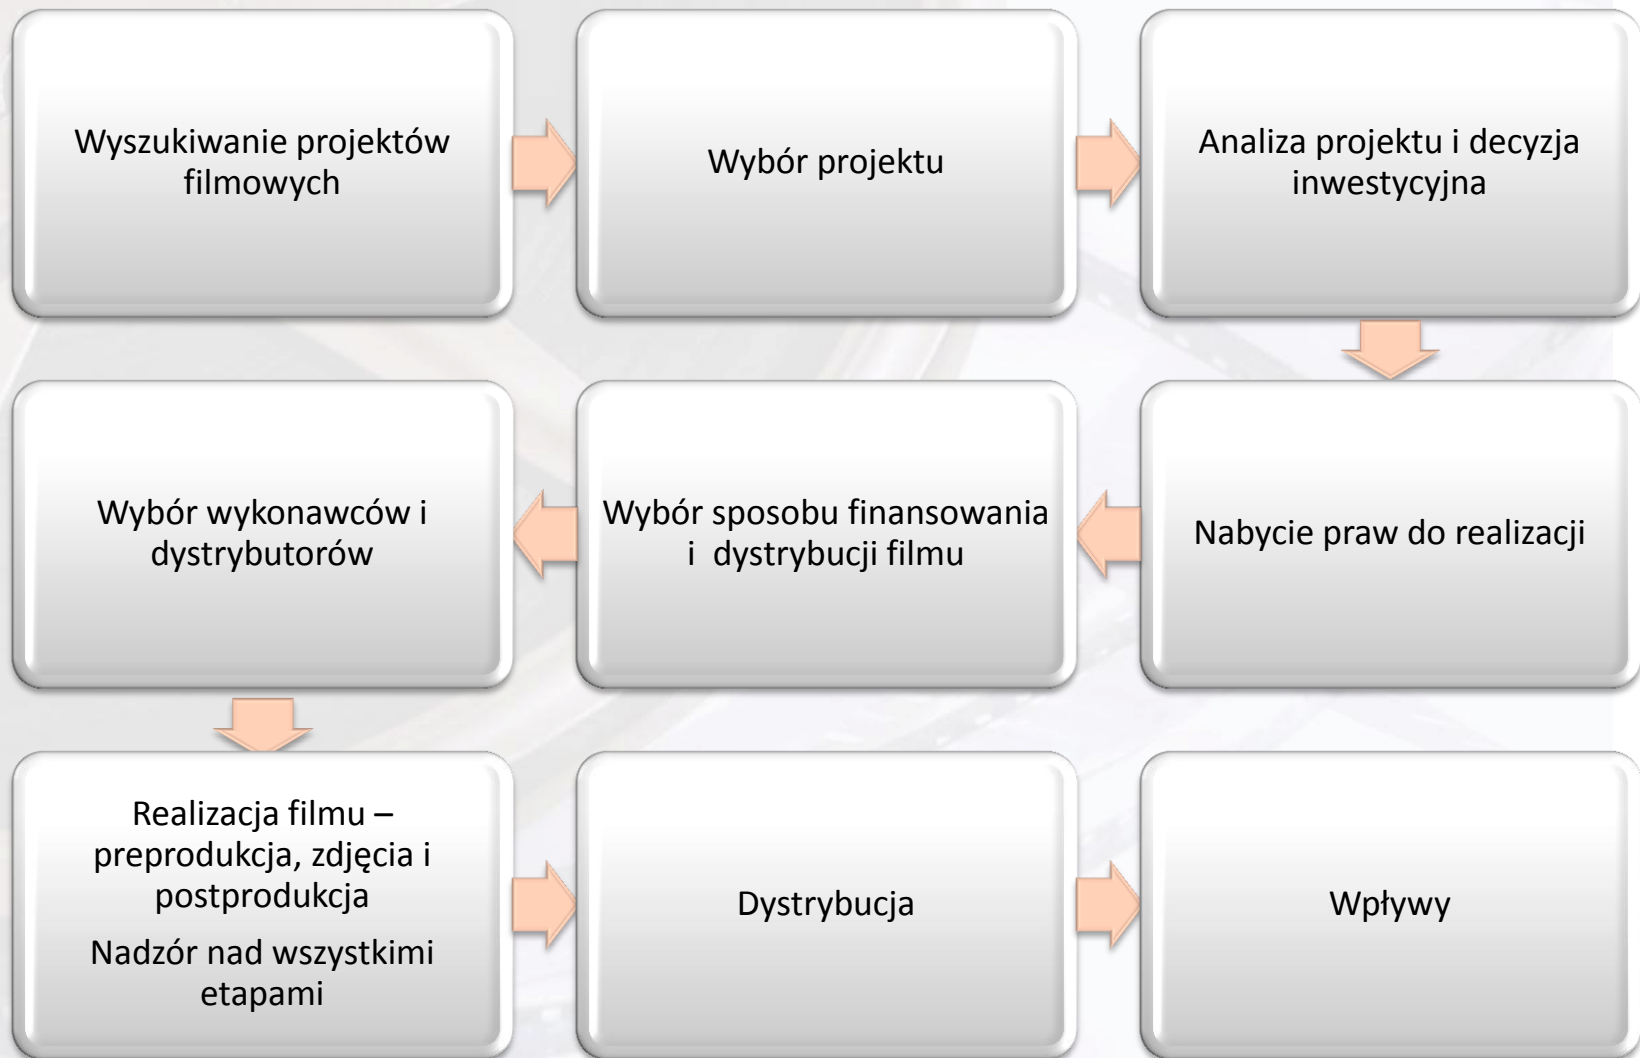 Wyszukiwanie projektów
filmowych
Wybór projektu
Analiza projektu i decyzja
inwestycyjna
Nabycie praw do realizacji
Wybór sposobu finansowania
i dystrybucji filmu
Wybór wykonawców i
dystrybutorów
Realizacja filmu –
preprodukcja, zdjęcia i
postprodukcja
Nadzór nad wszystkimi
etapami
Dystrybucja
Wpływy